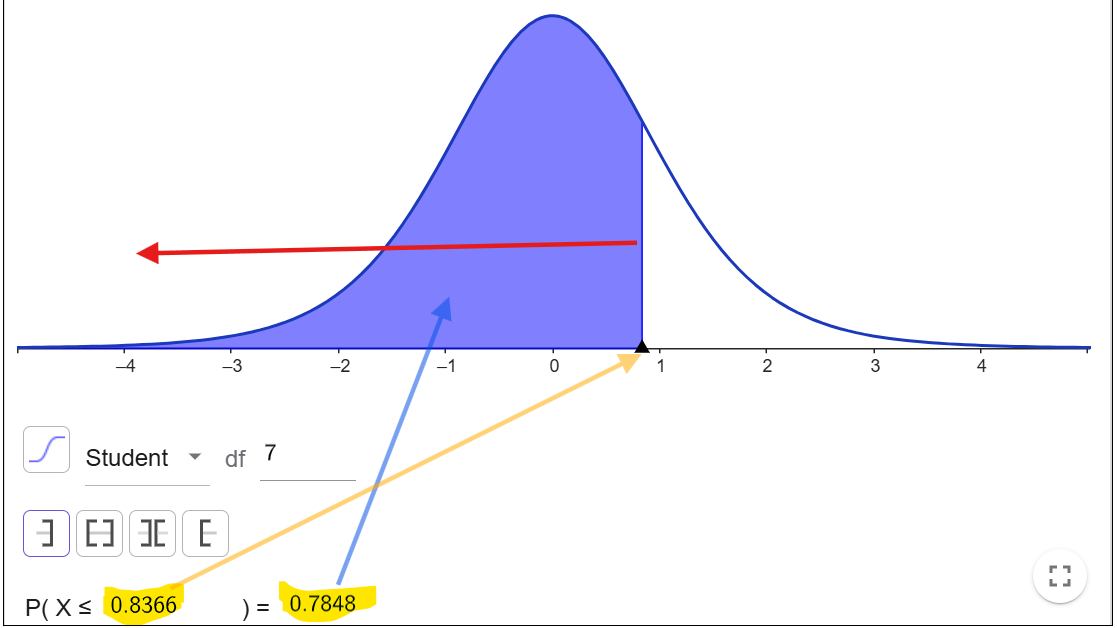 –4 –3 –2 –1 0 1 2 3 4
Student df 7
P( X ≤ 0.8366 ) = 0.7848